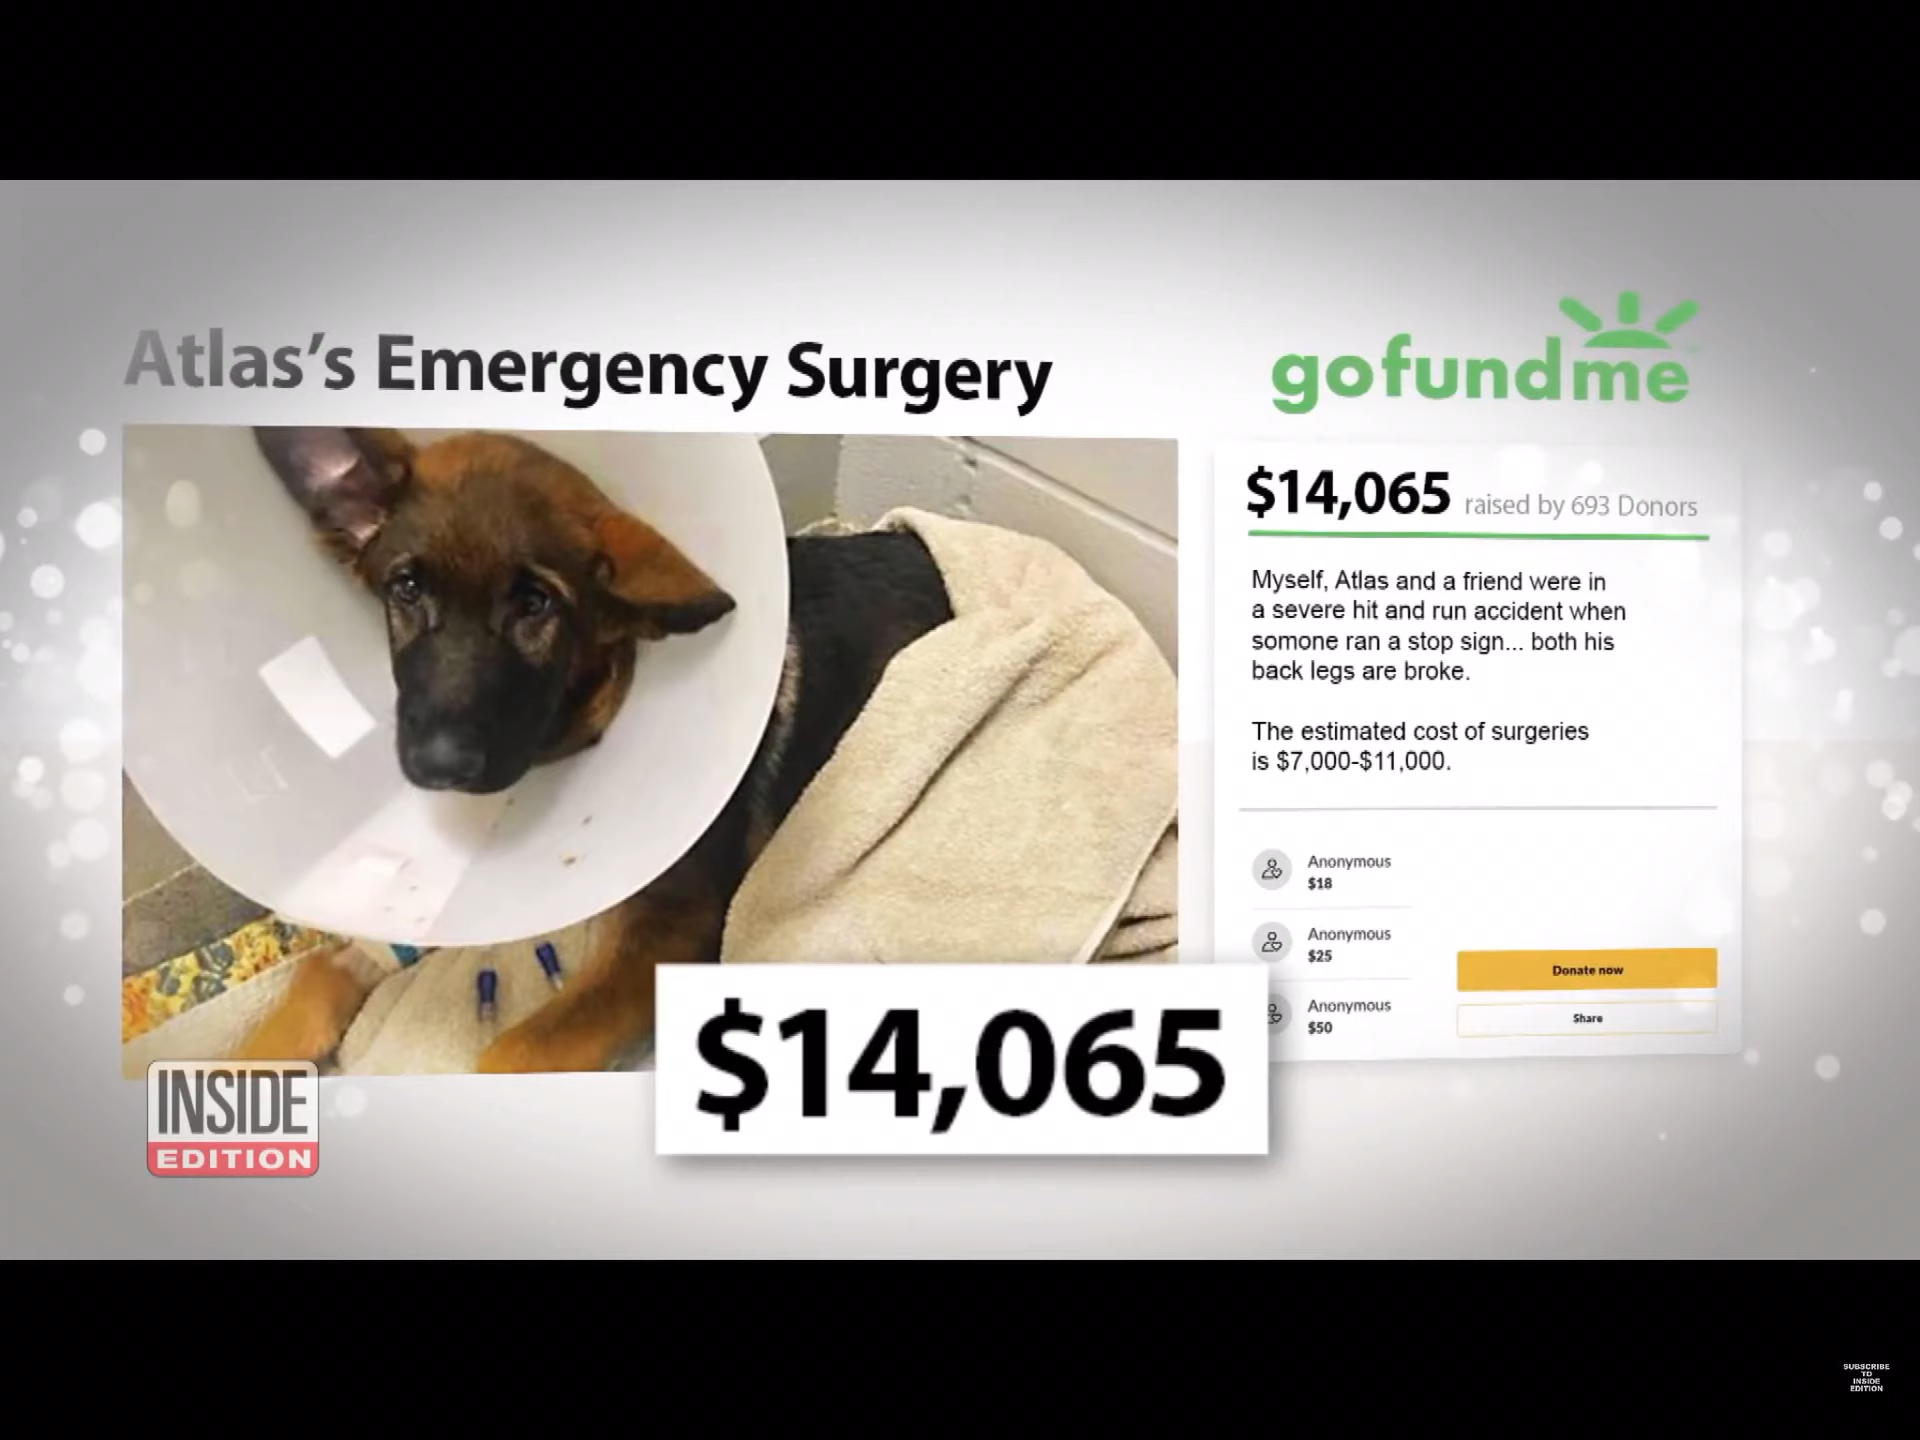 Atlas's Emergency Surgery
gofundme
$14,065 raised by 693 Donors
Myself, Atlas and a friend were in
a severe hit and run accident when
somone ran a stop sign... both his
back legs are broke.
The estimated cost of surgeries
is $7,000-$11,000.
Anonymous
$18
Anonymous
$25
Anonymous
$50
Donate now
Share
$14,065
INSIDE
EDITION
SUBSCRIBE
TO
INSIDE
EDITION